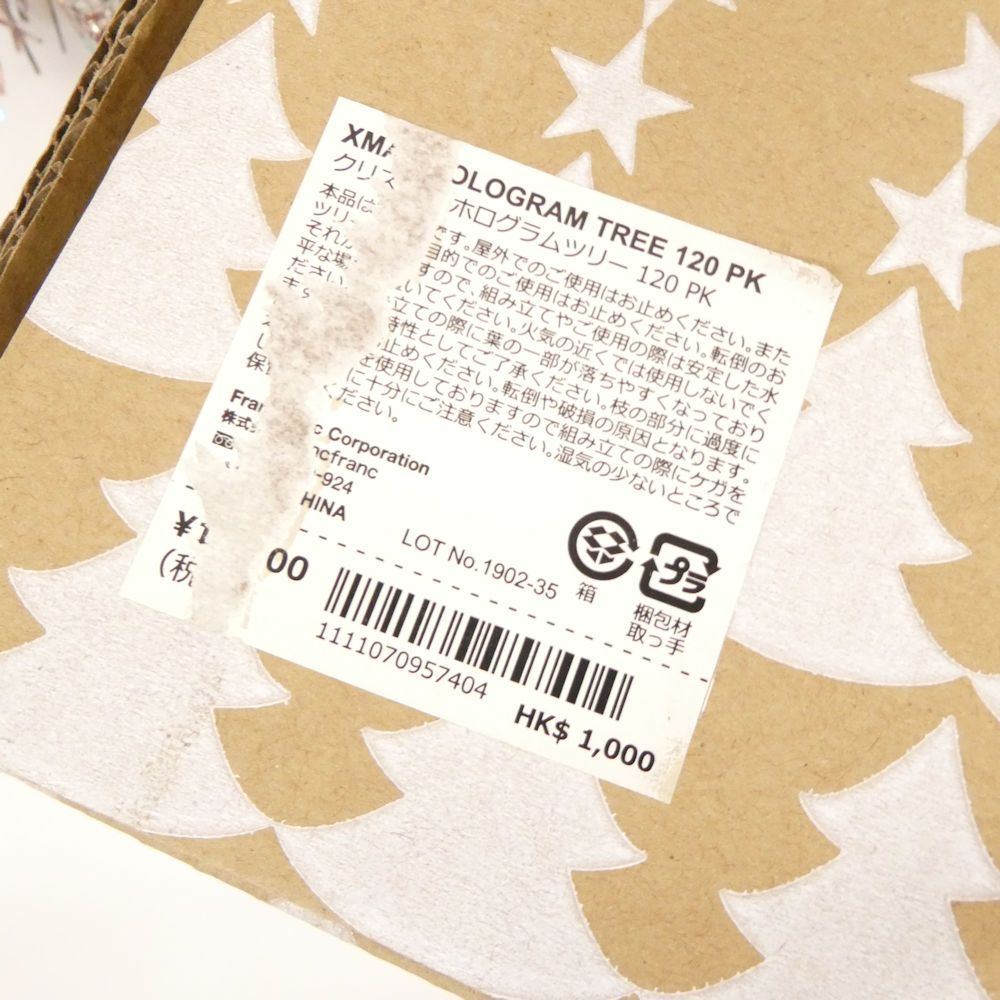 XMA OLOGRAM TREE 120 PK
クリス ホログラムツリー 120 PK
本品は です。屋外でのご使用はお止めください。また
ツリー 目的でのご使用はお止めください。転倒のお
それ すので、組み立てやご使用の際は安定した水
平な場 いてください。火気の近くでは使用しないでく
ださい 立ての際に葉の一部が落ちやすくなっており
特性としてご了承ください。枝の部分に過度に
止めください。転倒や破損の原因となります。
し を使用しておりますので組み立ての際にケガを
に十分にご注意ください。湿気の少ないところで
保 ください。
Fran c Corporation
株式 ncfranc
-924
HINA
LOT No.1902-35
箱
プラ
梱包材
取っ手
¥1 00
(税
1111070957404
HK$ 1,000